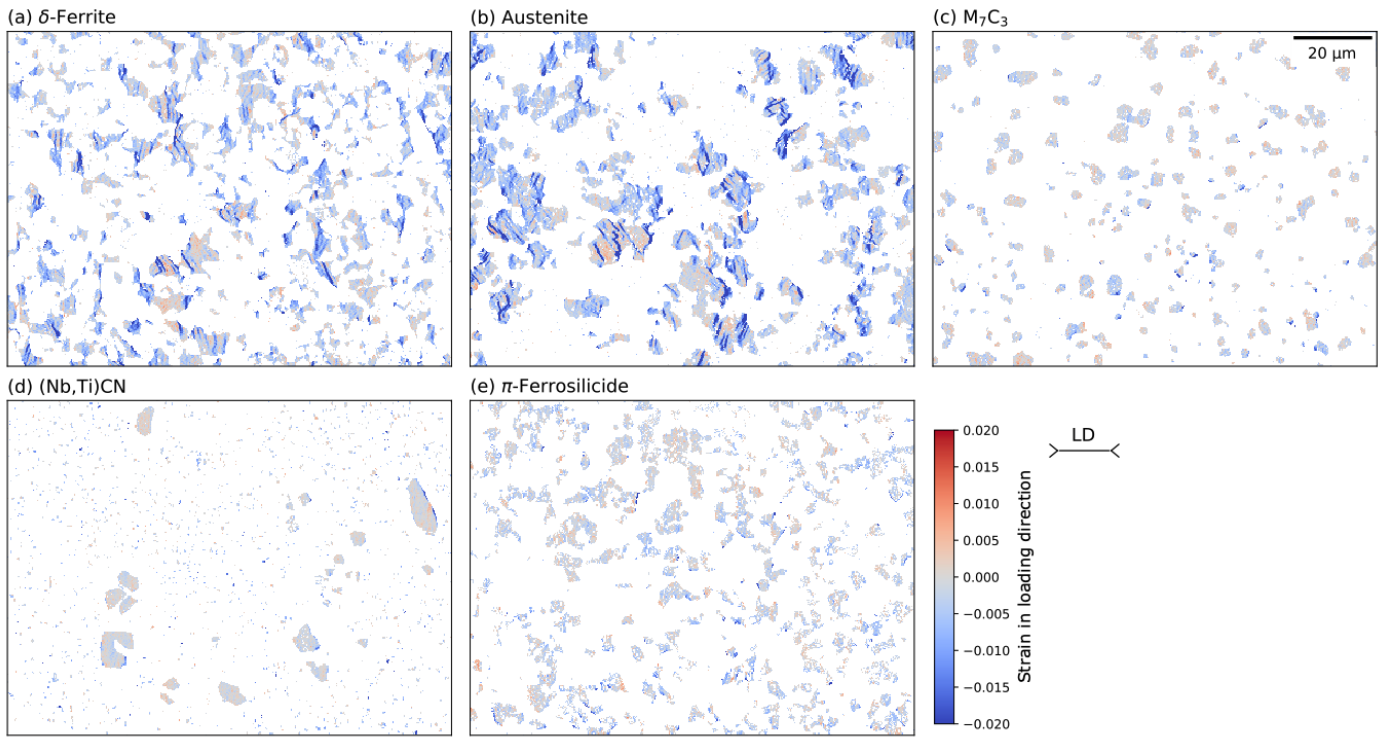 (a) δ-Ferrite
(b) Austenite
(c) M₇C₃
20 μm
(d) (Nb,Ti)CN
(e) π-Ferrosilicide
0.020
0.015
0.010
0.005
0.000
−0.005
−0.010
−0.015
−0.020
Strain in loading direction
LD